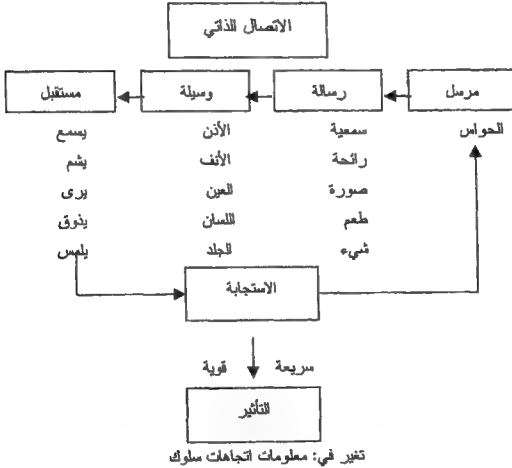 الاتصال الذاتي
مرسل رسالة وسيلة مستقبل
الحواس سمعية الأذن يسمع
رائحة الأنف يشم
صورة العين يرى
طعم اللسان يذوق
شيء الجلد يلمس
الاستجابة
سريعة قوية
التأثير
تغير في: معلومات اتجاهات سلوك